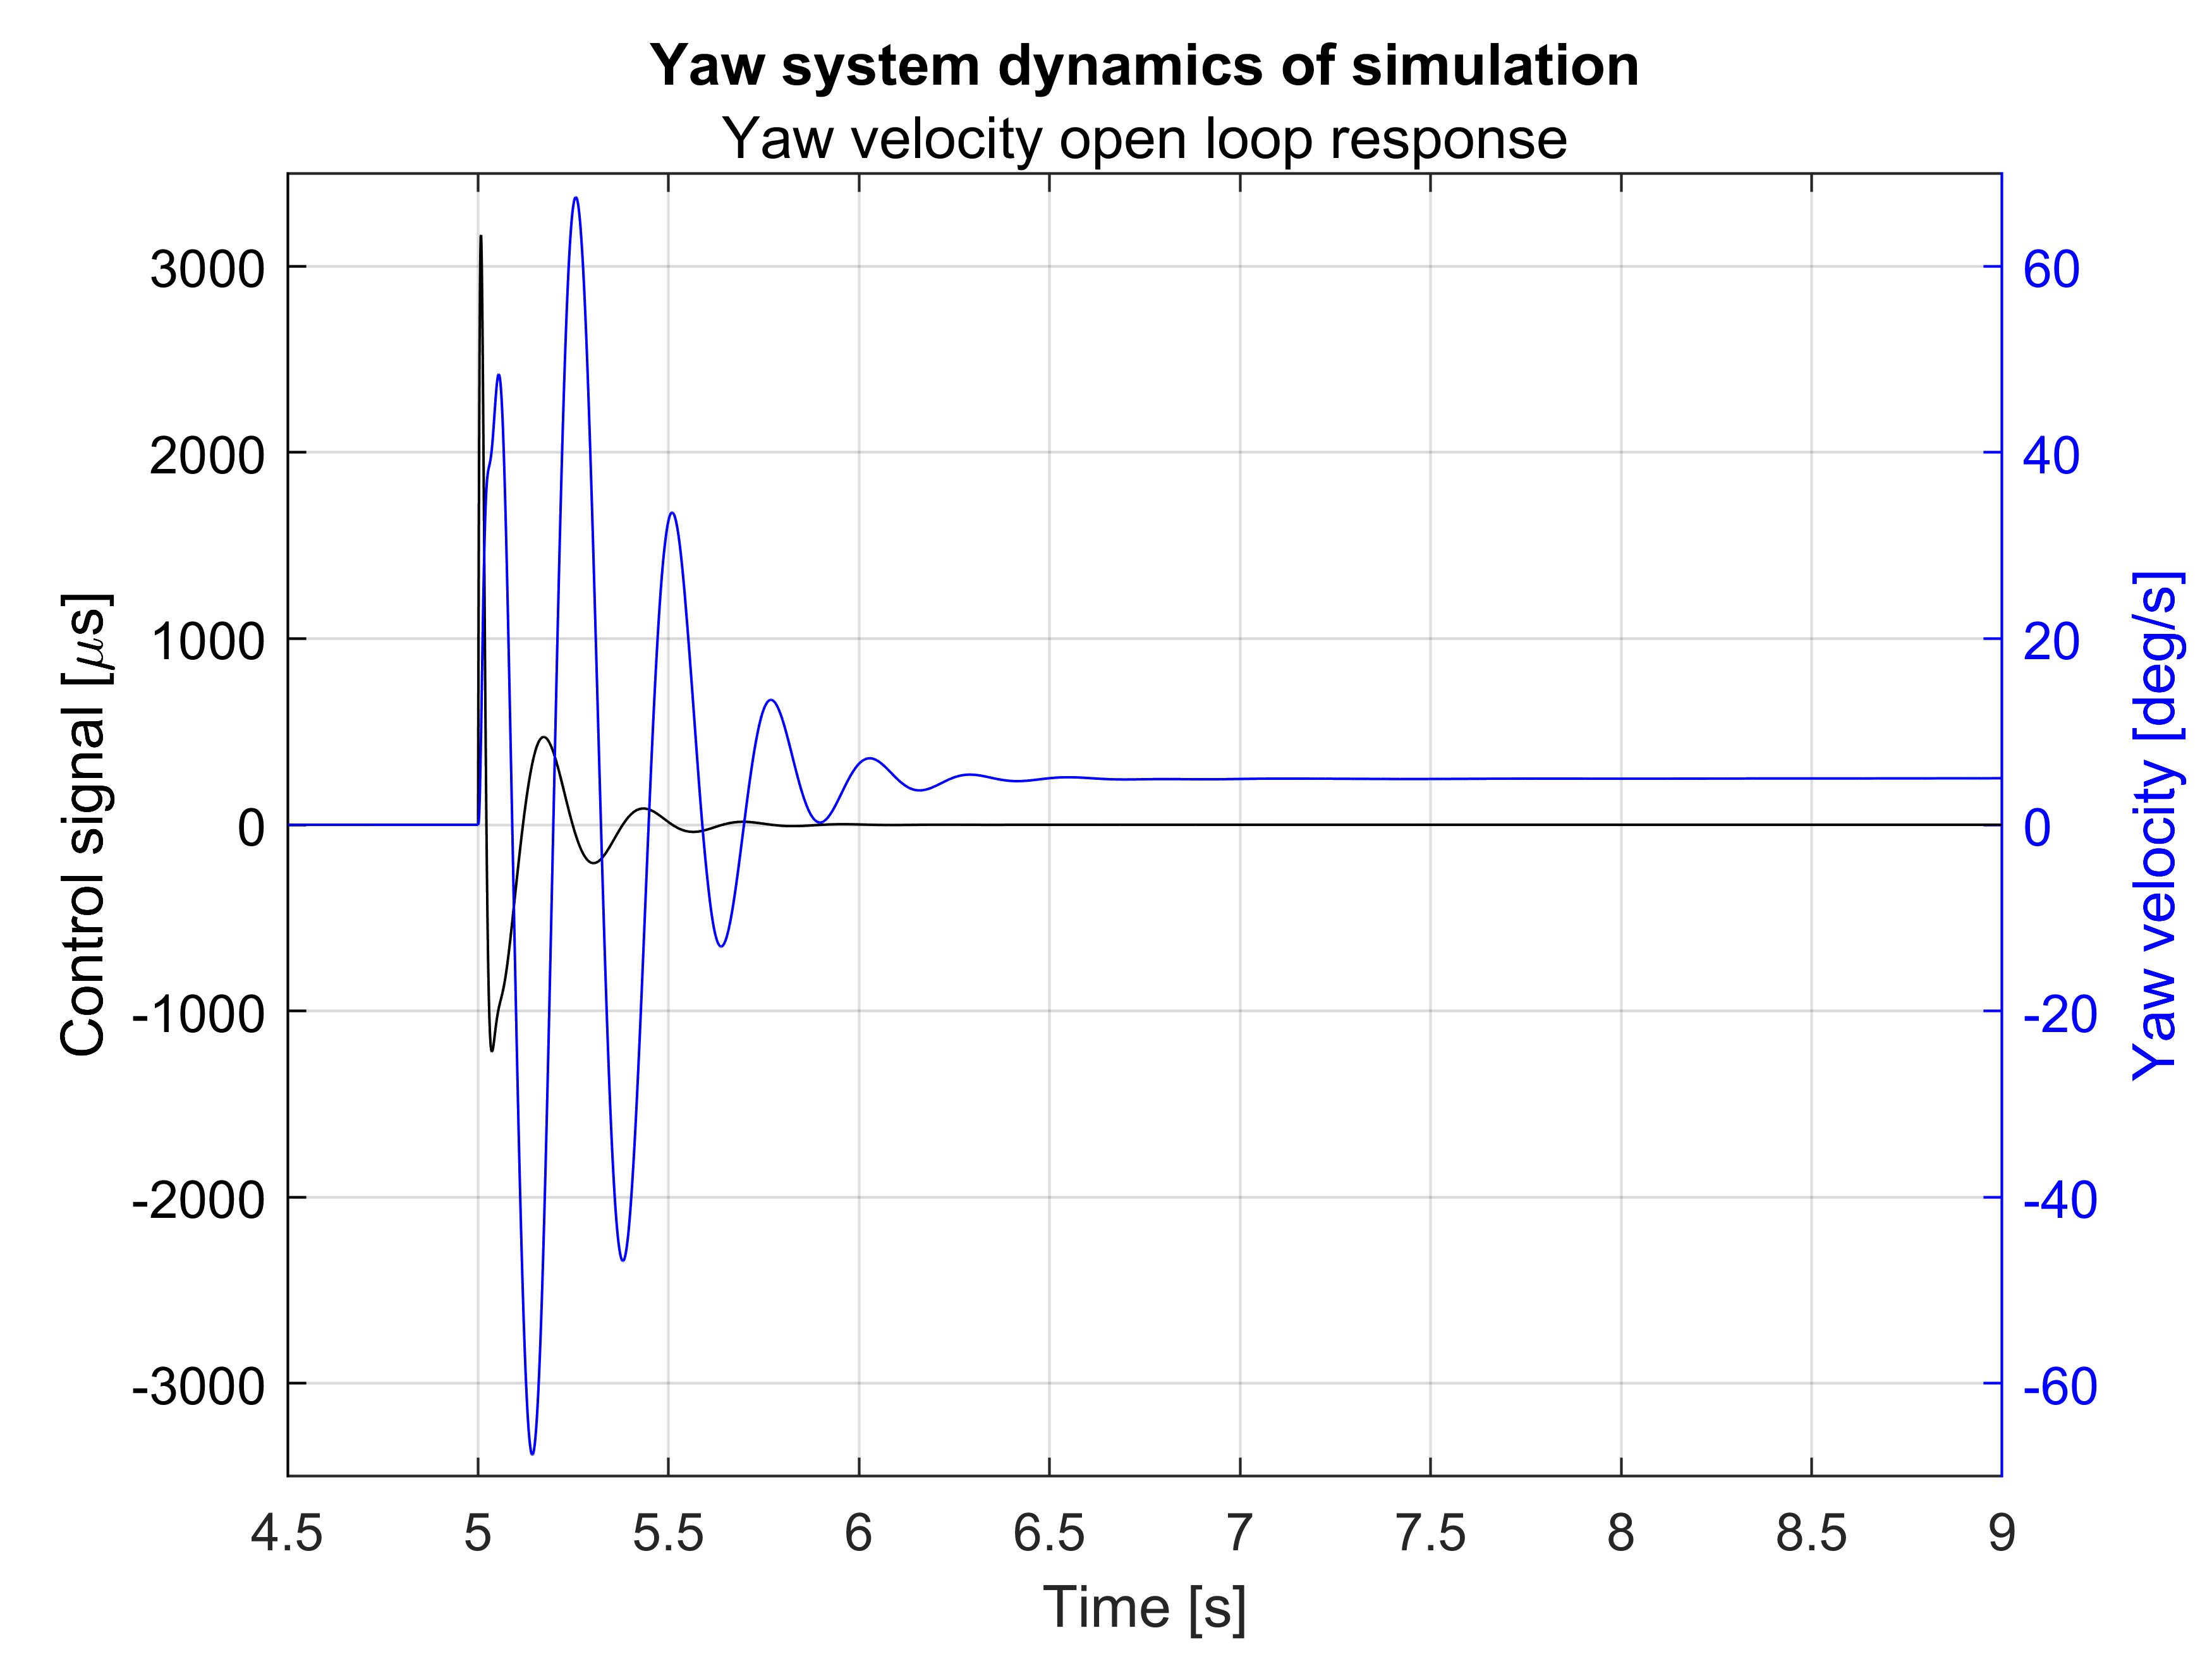 Yaw system dynamics of simulation
Yaw velocity open loop response
Control signal [μs]
3000
2000
1000
0
-1000
-2000
-3000
60
40
20
0
-20
-40
-60
Yaw velocity [deg/s]
4.5 5 5.5 6 6.5 7 7.5 8 8.5 9
Time [s]